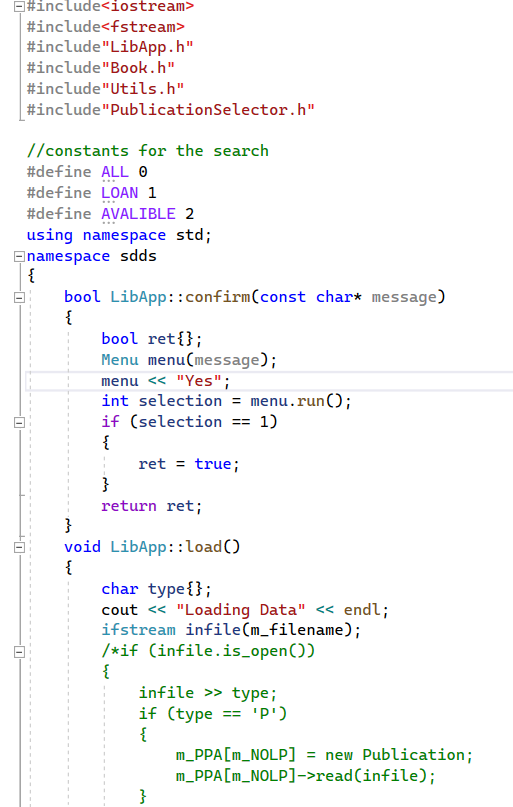 #include<iostream>
#include<fstream>
#include"LibApp.h"
#include"Book.h"
#include"Utils.h"
#include"PublicationSelector.h"
//constants for the search
#define ALL 0
#define LOAN 1
#define AVALIBLE 2
using namespace std;
namespace sdds
{
bool LibApp::confirm(const char* message)
{
bool ret{};
Menu menu(message);
menu << "Yes";
int selection = menu.run();
if (selection == 1)
{
ret = true;
}
return ret;
}
void LibApp::load()
{
char type{};
cout << "Loading Data" << endl;
ifstream infile(m_filename);
/*if (infile.is_open())
{
infile >> type;
if (type == 'P')
{
m_PPA[m_NOLP] = new Publication;
m_PPA[m_NOLP]->read(infile);
}